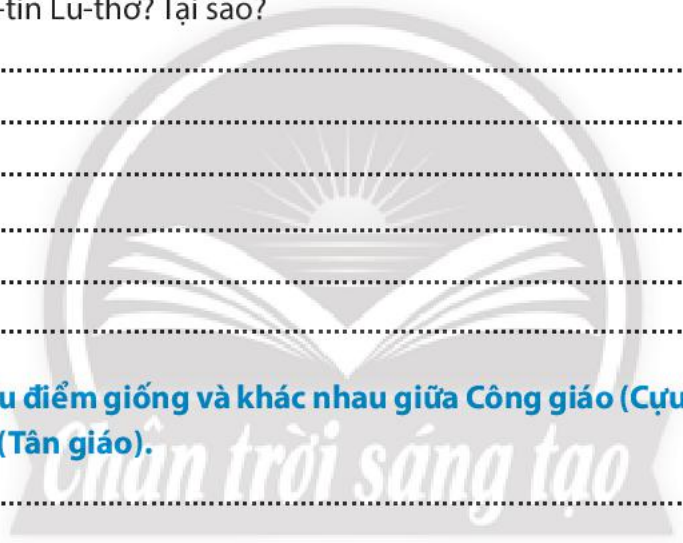 -tin Lu-thơ? Tại sao?
u điểm giống và khác nhau giữa Công giáo (Cựu
(Tân giáo).
Chân trời sáng tạo